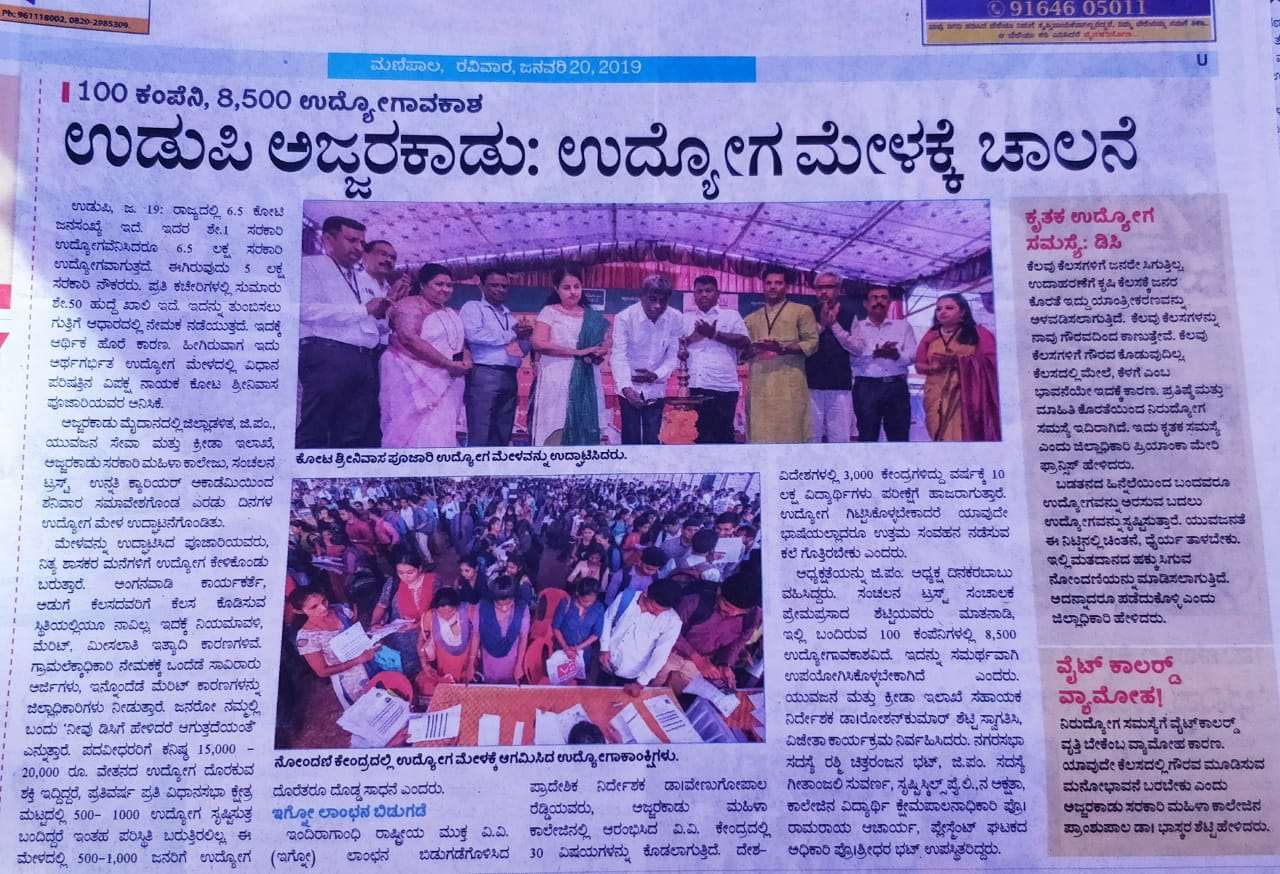 Ph: 961118002, 0820-2985309.
91646 05011
ಮಣಿಪಾಲ, ರವಿವಾರ, ಜನವರಿ 20, 2019
U
100 ಕಂಪೆನಿ, 8,500 ಉದ್ಯೋಗಾವಕಾಶ
ಉಡುಪಿ ಅಜ್ಜರಕಾಡು: ಉದ್ಯೋಗ ಮೇಳಕ್ಕೆ ಚಾಲನೆ
ಉಡುಪಿ, ಜ. 19: ರಾಜ್ಯದಲ್ಲಿ 6.5 ಕೋಟಿ
ಜನಸಂಖ್ಯೆ ಇದೆ. ಇದರ ಶೇ.1 ಸರಕಾರಿ
ಉದ್ಯೋಗವೆನಿಸಿದರೂ 6.5 ಲಕ್ಷ ಸರಕಾರಿ
ಉದ್ಯೋಗವಾಗುತ್ತದೆ. ಈಗಿರುವುದು 5 ಲಕ್ಷ
ಸರಕಾರಿ ನೌಕರರು. ಪ್ರತಿ ಕಚೇರಿಗಳಲ್ಲಿ ಸುಮಾರು
ಶೇ.50 ಹುದ್ದೆ ಖಾಲಿ ಇದೆ. ಇದನ್ನು ತುಂಬಿಸಲು
ಗುತ್ತಿಗೆ ಆಧಾರದಲ್ಲಿ ನೇಮಕ ನಡೆಯುತ್ತದೆ. ಇದಕ್ಕೆ
ಆರ್ಥಿಕ ಹೊರೆ ಕಾರಣ. ಹೀಗಿರುವಾಗ ಇದು
ಅರ್ಥಗರ್ಭಿತ ಉದ್ಯೋಗ ಮೇಳದಲ್ಲಿ ವಿಧಾನ
ಪರಿಷತ್ತಿನ ವಿಪಕ್ಷ ನಾಯಕ ಕೋಟ ಶ್ರೀನಿವಾಸ
ಪೂಜಾರಿಯವರ ಅನಿಸಿಕೆ.
ಅಜ್ಜರಕಾಡು ಮೈದಾನದಲ್ಲಿ ಜಿಲ್ಲಾಡಳಿತ, ಜಿ.ಪಂ.,
ಯುವಜನ ಸೇವಾ ಮತ್ತು ಕ್ರೀಡಾ ಇಲಾಖೆ,
ಅಜ್ಜರಕಾಡು ಸರಕಾರಿ ಮಹಿಳಾ ಕಾಲೇಜು, ಸಂಚಲನ
ಟ್ರಸ್ಟ್, ಉನ್ನತಿ ಕ್ಯಾರಿಯರ್ ಅಕಾಡೆಮಿಯಿಂದ
ಶನಿವಾರ ಸಮಾವೇಶಗೊಂಡ ಎರಡು ದಿನಗಳ
ಉದ್ಯೋಗ ಮೇಳ ಉದ್ಘಾಟನೆಗೊಂಡಿತು.
ಮೇಳವನ್ನು ಉದ್ಘಾಟಿಸಿದ ಪೂಜಾರಿಯವರು,
ನಿತ್ಯ ಶಾಸಕರ ಮನೆಗಳಿಗೆ ಉದ್ಯೋಗ ಕೇಳಿಕೊಂಡು
ಬರುತ್ತಾರೆ. ಅಂಗನವಾಡಿ ಕಾರ್ಯಕರ್ತೆ,
ಅಡುಗೆ ಕೆಲಸದವರಿಗೆ ಕೆಲಸ ಕೊಡಿಸುವ
ಸ್ಥಿತಿಯಲ್ಲಿಯೂ ನಾವಿಲ್ಲ. ಇದಕ್ಕೆ ನಿಯಮಾವಳಿ,
ಮೆರಿಟ್, ಮೀಸಲಾತಿ ಇತ್ಯಾದಿ ಕಾರಣಗಳಿವೆ.
ಗ್ರಾಮಲೆಕ್ಕಾಧಿಕಾರಿ ನೇಮಕಕ್ಕೆ ಒಂದೆಡೆ ಸಾವಿರಾರು
ಅರ್ಜಿಗಳು, ಇನ್ನೊಂದೆಡೆ ಮೆರಿಟ್ ಕಾರಣಗಳನ್ನು
ಜಿಲ್ಲಾಧಿಕಾರಿಗಳು ನೀಡುತ್ತಾರೆ. ಜನರೋ ನಮ್ಮಲ್ಲಿ
ಬಂದು 'ನೀವು ಡಿಸಿಗೆ ಹೇಳಿದರೆ ಆಗುತ್ತದೆಯಂತೆ'
ಎನ್ನುತ್ತಾರೆ. ಪದವೀಧರರಿಗೆ ಕನಿಷ್ಠ 15,000 –
20,000 ರೂ. ವೇತನದ ಉದ್ಯೋಗ ದೊರಕುವ
ಶಕ್ತಿ ಇದ್ದಿದ್ದರೆ, ಪ್ರತಿವರ್ಷ ಪ್ರತಿ ವಿಧಾನಸಭಾ ಕ್ಷೇತ್ರ
ಮಟ್ಟದಲ್ಲಿ 500– 1000 ಉದ್ಯೋಗ ಸೃಷ್ಟಿಸುತ್ತ
ಬಂದಿದ್ದರೆ ಇಂತಹ ಪರಿಸ್ಥಿತಿ ಬರುತ್ತಿರಲಿಲ್ಲ. ಈ
ಮೇಳದಲ್ಲಿ 500–1,000 ಜನರಿಗೆ ಉದ್ಯೋಗ
ಕೋಟ ಶ್ರೀನಿವಾಸ ಪೂಜಾರಿ ಉದ್ಯೋಗ ಮೇಳವನ್ನು ಉದ್ಘಾಟಿಸಿದರು.
ನೋಂದಣಿ ಕೇಂದ್ರದಲ್ಲಿ ಉದ್ಯೋಗ ಮೇಳಕ್ಕೆ ಆಗಮಿಸಿದ ಉದ್ಯೋಗಾಕಾಂಕ್ಷಿಗಳು.
ದೊರೆತರೂ ದೊಡ್ಡ ಸಾಧನೆ ಎಂದರು.
ಇಗ್ನೋ ಲಾಂಛನ ಬಿಡುಗಡೆ
ಇಂದಿರಾಗಾಂಧಿ ರಾಷ್ಟ್ರೀಯ ಮುಕ್ತ ವಿ.ವಿ.
(ಇಗ್ನೋ) ಲಾಂಛನ ಬಿಡುಗಡೆಗೊಳಿಸಿದ
ಪ್ರಾದೇಶಿಕ ನಿರ್ದೇಶಕ ಡಾ।ವೇಣುಗೋಪಾಲ
ರೆಡ್ಡಿಯವರು, ಅಜ್ಜರಕಾಡು ಮಹಿಳಾ
ಕಾಲೇಜಿನಲ್ಲಿ ಆರಂಭಿಸಿದ ವಿ.ವಿ. ಕೇಂದ್ರದಲ್ಲಿ
30 ವಿಷಯಗಳನ್ನು ಕೊಡಲಾಗುತ್ತಿದೆ. ದೇಶ–
ವಿದೇಶಗಳಲ್ಲಿ 3,000 ಕೇಂದ್ರಗಳಿದ್ದು ವರ್ಷಕ್ಕೆ 10
ಲಕ್ಷ ವಿದ್ಯಾರ್ಥಿಗಳು ಪರೀಕ್ಷೆಗೆ ಹಾಜರಾಗುತ್ತಾರೆ.
ಉದ್ಯೋಗ ಗಿಟ್ಟಿಸಿಕೊಳ್ಳಬೇಕಾದರೆ ಯಾವುದೇ
ಭಾಷೆಯಲ್ಲಾದರೂ ಉತ್ತಮ ಸಂವಹನ ನಡೆಸುವ
ಕಲೆ ಗೊತ್ತಿರಬೇಕು ಎಂದರು.
ಅಧ್ಯಕ್ಷತೆಯನ್ನು ಜಿ.ಪಂ. ಅಧ್ಯಕ್ಷ ದಿನಕರಬಾಬು
ವಹಿಸಿದ್ದರು. ಸಂಚಲನ ಟ್ರಸ್ಟ್ ಸಂಚಾಲಕ
ಪ್ರೇಮಪ್ರಸಾದ ಶೆಟ್ಟಿಯವರು ಮಾತನಾಡಿ,
ಇಲ್ಲಿ ಬಂದಿರುವ 100 ಕಂಪೆನಿಗಳಲ್ಲಿ 8,500
ಉದ್ಯೋಗಾವಕಾಶವಿದೆ. ಇದನ್ನು ಸಮರ್ಥವಾಗಿ
ಉಪಯೋಗಿಸಿಕೊಳ್ಳಬೇಕಾಗಿದೆ ಎಂದರು.
ಯುವಜನ ಮತ್ತು ಕ್ರೀಡಾ ಇಲಾಖೆ ಸಹಾಯಕ
ನಿರ್ದೇಶಕ ಡಾ।ರೋಶನ್‌ಕುಮಾರ್ ಶೆಟ್ಟಿ ಸ್ವಾಗತಿಸಿ,
ವಿಜೇತಾ ಕಾರ್ಯಕ್ರಮ ನಿರ್ವಹಿಸಿದರು. ನಗರಸಭಾ
ಸದಸ್ಯೆ ರಶ್ಮಿ ಚಿತ್ತರಂಜನ ಭಟ್, ಜಿ.ಪಂ. ಸದಸ್ಯೆ
ಗೀತಾಂಜಲಿ ಸುವರ್ಣ, ಸೃಷ್ಟಿಸ್ಕಿಲ್ಸ್ ಪ್ರೈ.ಲಿ.,ನ ಅಕ್ಷತಾ,
ಕಾಲೇಜಿನ ವಿದ್ಯಾರ್ಥಿ ಕ್ಷೇಮಪಾಲನಾಧಿಕಾರಿ ಪ್ರೊ।
ರಾಮರಾಯ ಆಚಾರ್ಯ, ಪ್ಲೇಸ್ಮೆಂಟ್ ಘಟಕದ
ಅಧಿಕಾರಿ ಪ್ರೊ।ಶ್ರೀಧರ ಭಟ್ ಉಪಸ್ಥಿತರಿದ್ದರು.
ಕೃತಕ ಉದ್ಯೋಗ
ಸಮಸ್ಯೆ: ಡಿಸಿ
ಕೆಲವು ಕೆಲಸಗಳಿಗೆ ಜನರೇ ಸಿಗುತ್ತಿಲ್ಲ.
ಉದಾಹರಣೆಗೆ ಕೃಷಿ ಕೆಲಸಕ್ಕೆ ಜನರ
ಕೊರತೆ ಇದ್ದು ಯಾಂತ್ರೀಕರಣವನ್ನು
ಅಳವಡಿಸಲಾಗುತ್ತಿದೆ. ಕೆಲವು ಕೆಲಸಗಳನ್ನು
ನಾವು ಗೌರವದಿಂದ ಕಾಣುತ್ತೇವೆ. ಕೆಲವು
ಕೆಲಸಗಳಿಗೆ ಗೌರವ ಕೊಡುವುದಿಲ್ಲ.
ಕೆಲಸದಲ್ಲಿ ಮೇಲೆ, ಕೆಳಗೆ ಎಂಬ
ಭಾವನೆಯೇ ಇದಕ್ಕೆ ಕಾರಣ. ಪ್ರತಿಷ್ಠೆ ಮತ್ತು
ಮಾಹಿತಿ ಕೊರತೆಯಿಂದ ನಿರುದ್ಯೋಗ
ಸಮಸ್ಯೆ ಇದಿರಾಗಿದೆ. ಇದು ಕೃತಕ ಸಮಸ್ಯೆ
ಎಂದು ಜಿಲ್ಲಾಧಿಕಾರಿ ಪ್ರಿಯಾಂಕಾ ಮೇರಿ
ಫ್ರಾನ್ಸಿಸ್ ಹೇಳಿದರು.
ಬಡತನದ ಹಿನ್ನೆಲೆಯಿಂದ ಬಂದವರೂ
ಉದ್ಯೋಗವನ್ನು ಅರಸುವ ಬದಲು
ಉದ್ಯೋಗವನ್ನು ಸೃಷ್ಟಿಸುತ್ತಾರೆ. ಯುವಜನತೆ
ಈ ನಿಟ್ಟಿನಲ್ಲಿ ಚಿಂತನೆ, ಧೈರ್ಯ ತಾಳಬೇಕು.
ಇಲ್ಲಿ ಮತದಾನದ ಹಕ್ಕು ಸಿಗುವ
ನೋಂದಣಿಯನ್ನು ಮಾಡಿಸಲಾಗುತ್ತಿದೆ.
ಅದನ್ನಾದರೂ ಪಡೆದುಕೊಳ್ಳಿ ಎಂದು
ಜಿಲ್ಲಾಧಿಕಾರಿ ಹೇಳಿದರು.
ವೈಟ್ ಕಾಲರ್ಡ್
ವ್ಯಾಮೋಹ!
ನಿರುದ್ಯೋಗ ಸಮಸ್ಯೆಗೆ ವೈಟ್‌ಕಾಲರ್ಡ್
ವೃತ್ತಿ ಬೇಕೆಂಬ ವ್ಯಾಮೋಹ ಕಾರಣ.
ಯಾವುದೇ ಕೆಲಸದಲ್ಲಿ ಗೌರವ ಮೂಡಿಸುವ
ಮನೋಭಾವನೆ ಬರಬೇಕು ಎಂದು
ಅಜ್ಜರಕಾಡು ಸರಕಾರಿ ಮಹಿಳಾ ಕಾಲೇಜಿನ
ಪ್ರಾಂಶುಪಾಲ ಡಾ। ಭಾಸ್ಕರ ಶೆಟ್ಟಿ ಹೇಳಿದರು.